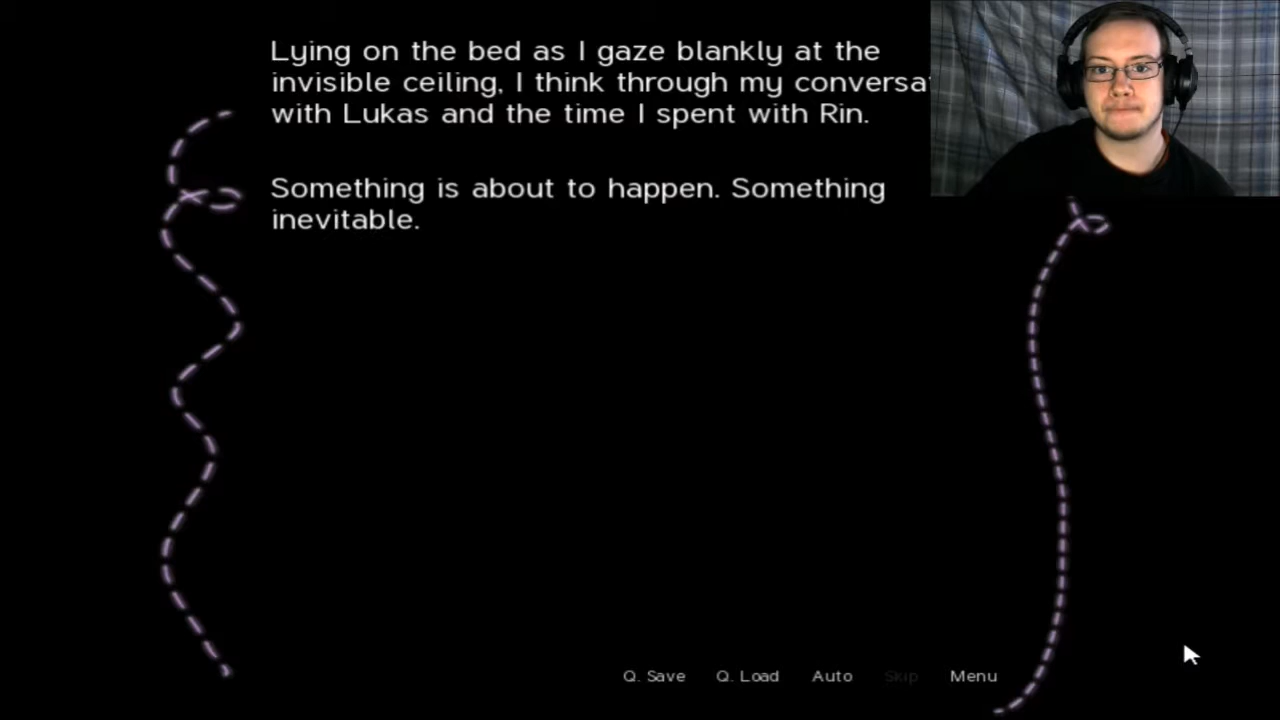 Lying on the bed as I gaze blankly at the
invisible ceiling, I think through my
with Lukas and the time I spent with Rin.
Something is about to happen. Something
inevitable.
Q. Save Q. Load Auto Skip Menu